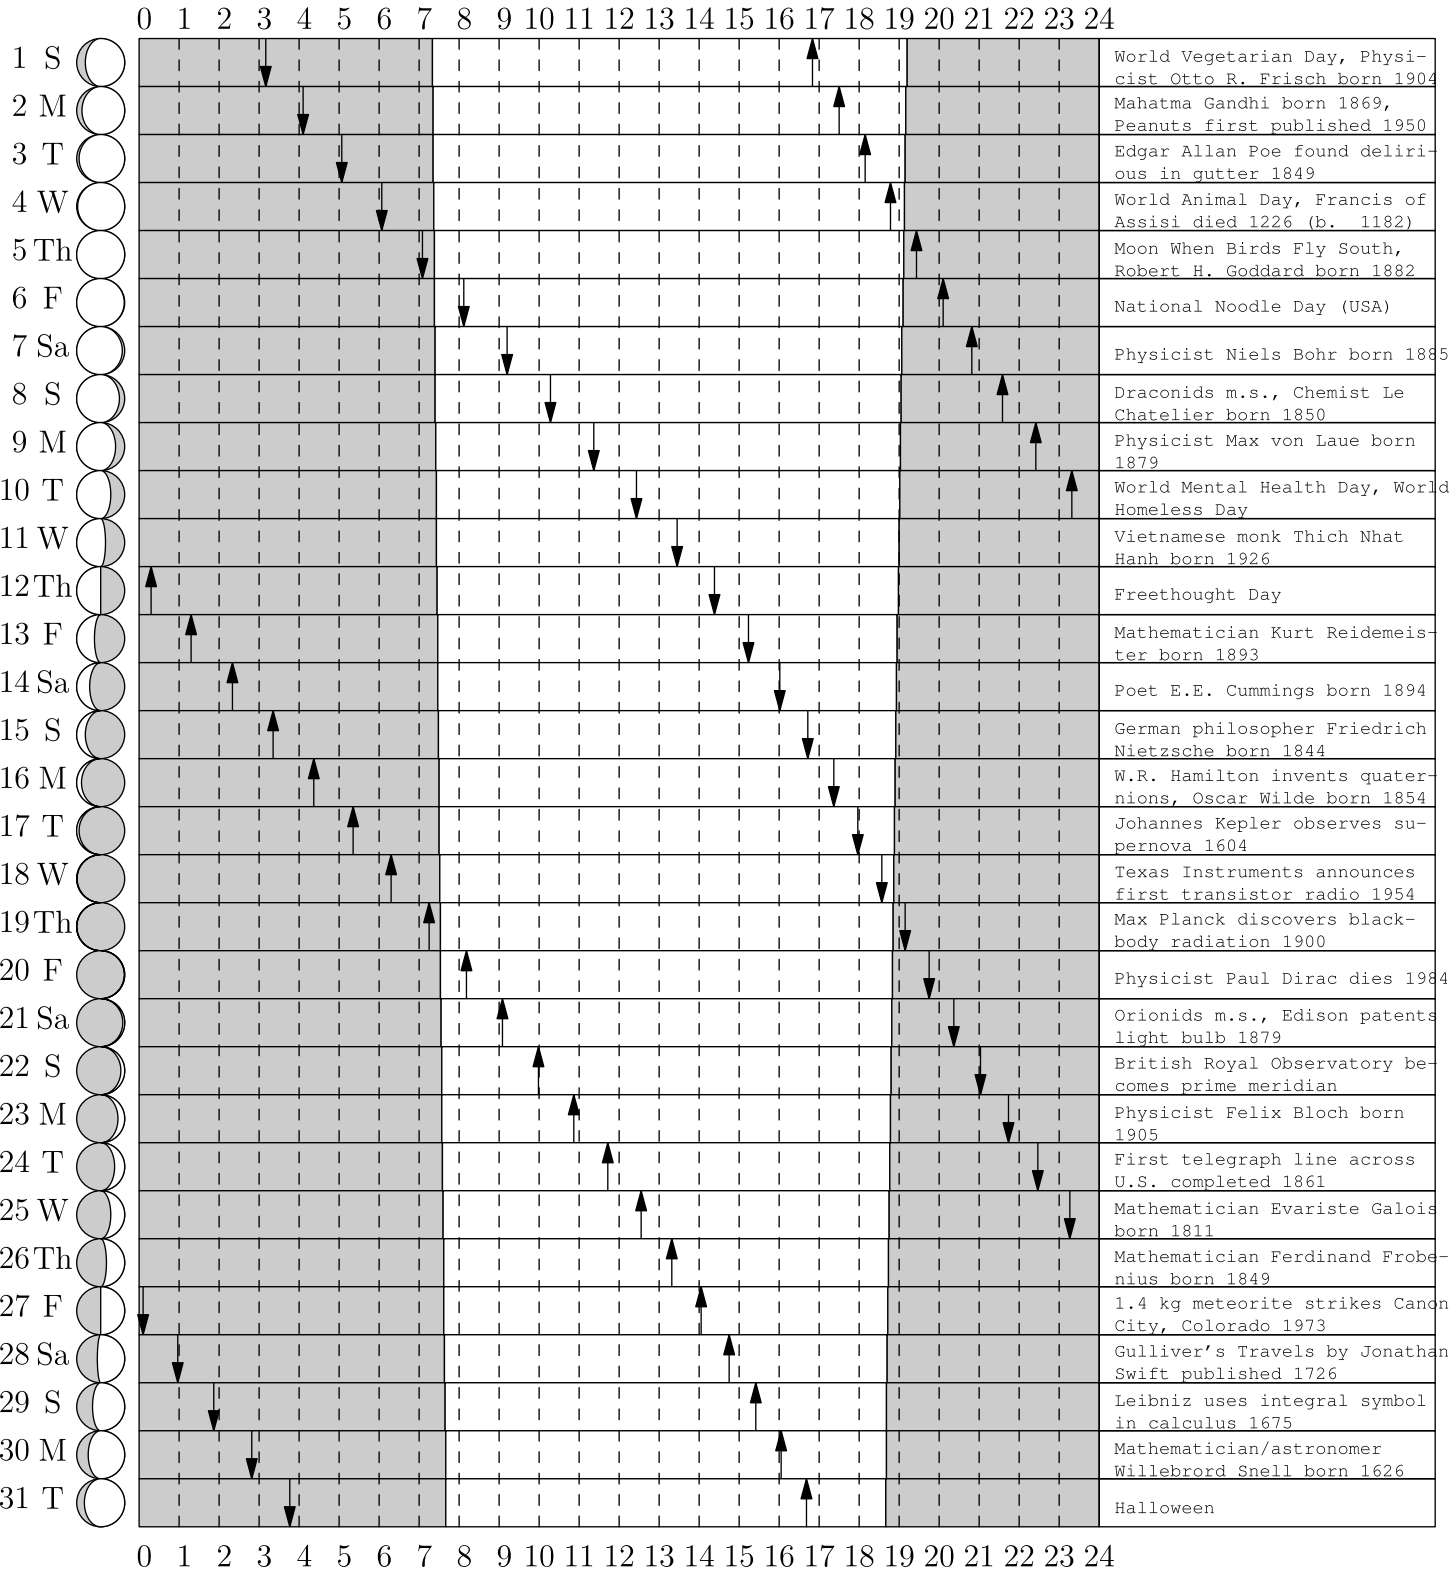 0 1 2 3 4 5 6 7 8 9 10 11 12 13 14 15 16 17 18 19 20 21 22 23 24
1 S World Vegetarian Day, Physi-
cist Otto R. Frisch born 1904
2 M Mahatma Gandhi born 1869,
Peanuts first published 1950
3 T Edgar Allan Poe found deliri-
ous in gutter 1849
4 W World Animal Day, Francis of
Assisi died 1226 (b. 1182)
5 Th Moon When Birds Fly South,
Robert H. Goddard born 1882
6 F National Noodle Day (USA)
7 Sa Physicist Niels Bohr born 1885
8 S Draconids m.s., Chemist Le
Chatelier born 1850
9 M Physicist Max von Laue born
1879
10 T World Mental Health Day, World
Homeless Day
11 W Vietnamese monk Thich Nhat
Hanh born 1926
12 Th Freethought Day
13 F Mathematician Kurt Reidemeis-
ter born 1893
14 Sa Poet E.E. Cummings born 1894
15 S German philosopher Friedrich
Nietzsche born 1844
16 M W.R. Hamilton invents quater-
nions, Oscar Wilde born 1854
17 T Johannes Kepler observes su-
pernova 1604
18 W Texas Instruments announces
first transistor radio 1954
19 Th Max Planck discovers black-
body radiation 1900
20 F Physicist Paul Dirac dies 1984
21 Sa Orionids m.s., Edison patents
light bulb 1879
22 S British Royal Observatory be-
comes prime meridian
23 M Physicist Felix Bloch born
1905
24 T First telegraph line across
U.S. completed 1861
25 W Mathematician Evariste Galois
born 1811
26 Th Mathematician Ferdinand Frobe-
nius born 1849
27 F 1.4 kg meteorite strikes Canon
City, Colorado 1973
28 Sa Gulliver's Travels by Jonathan
Swift published 1726
29 S Leibniz uses integral symbol
in calculus 1675
30 M Mathematician/astronomer
Willebrord Snell born 1626
31 T Halloween
0 1 2 3 4 5 6 7 8 9 10 11 12 13 14 15 16 17 18 19 20 21 22 23 24